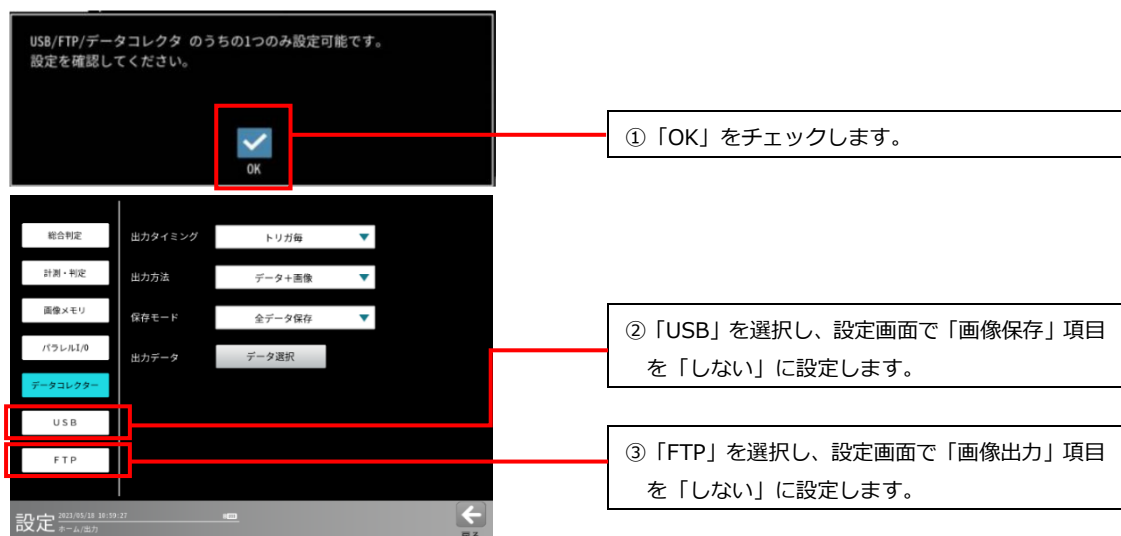 USB/FTP/データコレクタ のうちの1つのみ設定可能です。
設定を確認してください。
OK
①「OK」をチェックします。
総合判定
出力タイミング
トリガ毎
計測・判定
出力方法
データ+画像
画像メモリ
保存モード
全データ保存
パラレルI/O
出力データ
データ選択
データコレクター
USB
FTP
②「USB」を選択し、設定画面で「画像保存」項目
を「しない」に設定します。
③「FTP」を選択し、設定画面で「画像出力」項目
を「しない」に設定します。
設定
2023/03/18 10:59:27
ホーム/出力
戻る